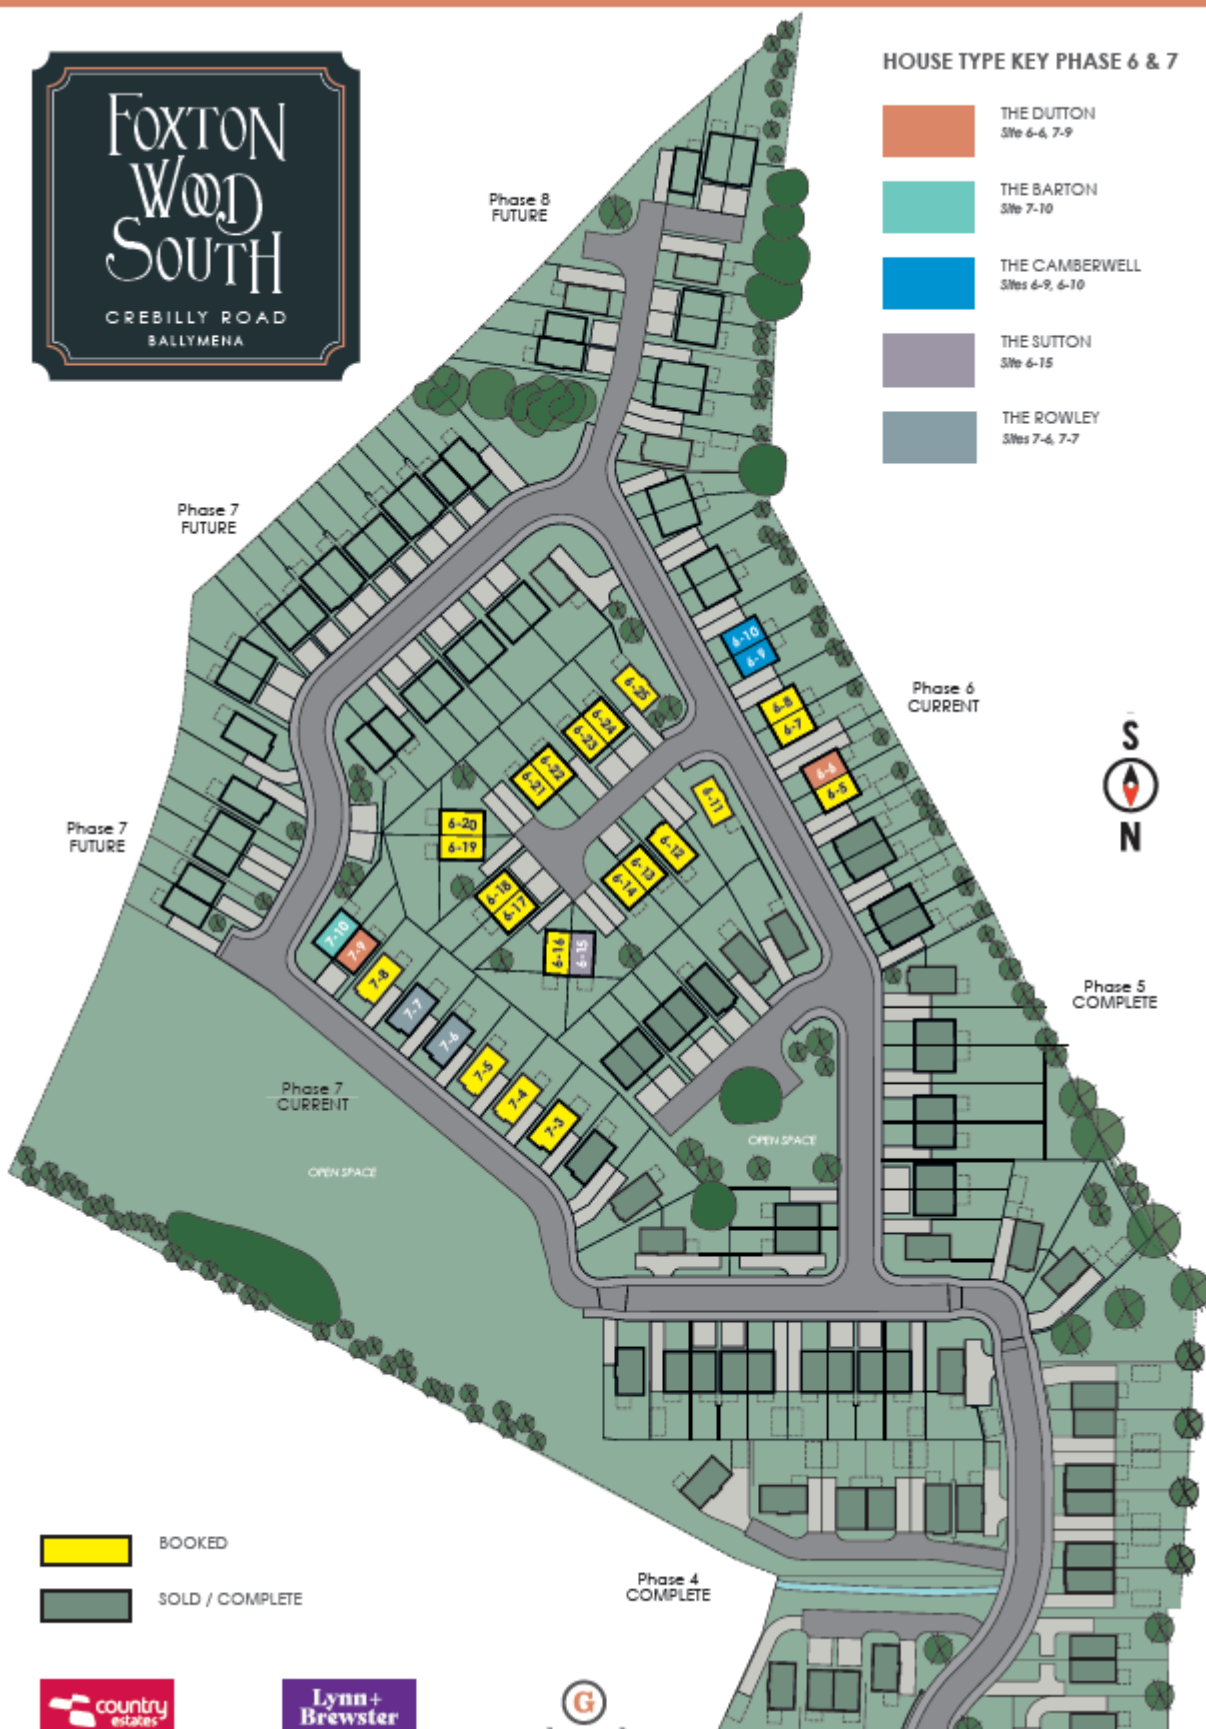 FOXTON
WOOD
SOUTH
CREBILLY ROAD
BALLYMENA
HOUSE TYPE KEY PHASE 6 & 7
THE DUTTON
Site 6-6, 7-9
THE BARTON
Site 7-10
THE CAMBERWELL
Sites 6-9, 6-10
THE SUTTON
Site 6-15
THE ROWLEY
Sites 7-6, 7-7
Phase 8
FUTURE
Phase 7
FUTURE
6-10
6-9
6-8
6-7
6-6
6-5
Phase 6
CURRENT
6-25
6-24
6-23
6-22
6-21
6-20
6-19
6-18
6-17
6-16
6-15
6-11
6-12
6-13
6-14
S
N
Phase 7
FUTURE
7-10
7-9
7-8
7-7
7-6
7-5
7-4
7-3
Phase 5
COMPLETE
Phase 7
CURRENT
OPEN SPACE
OPEN SPACE
BOOKED
SOLD / COMPLETE
Phase 4
COMPLETE
country
estates
Lynn+
Brewster
G